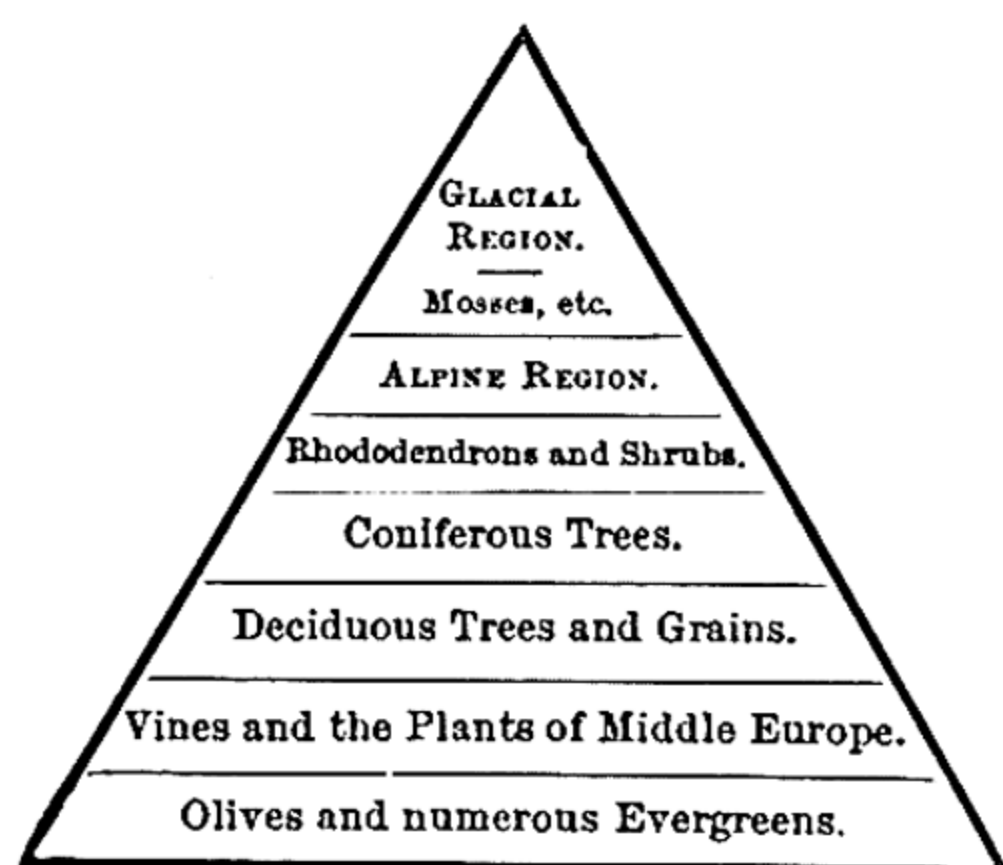 GLACIAL
REGION.
Mosses, etc.
ALPINE REGION.
Rhododendrons and Shrubs.
Coniferous Trees.
Deciduous Trees and Grains.
Vines and the Plants of Middle Europe.
Olives and numerous Evergreens.